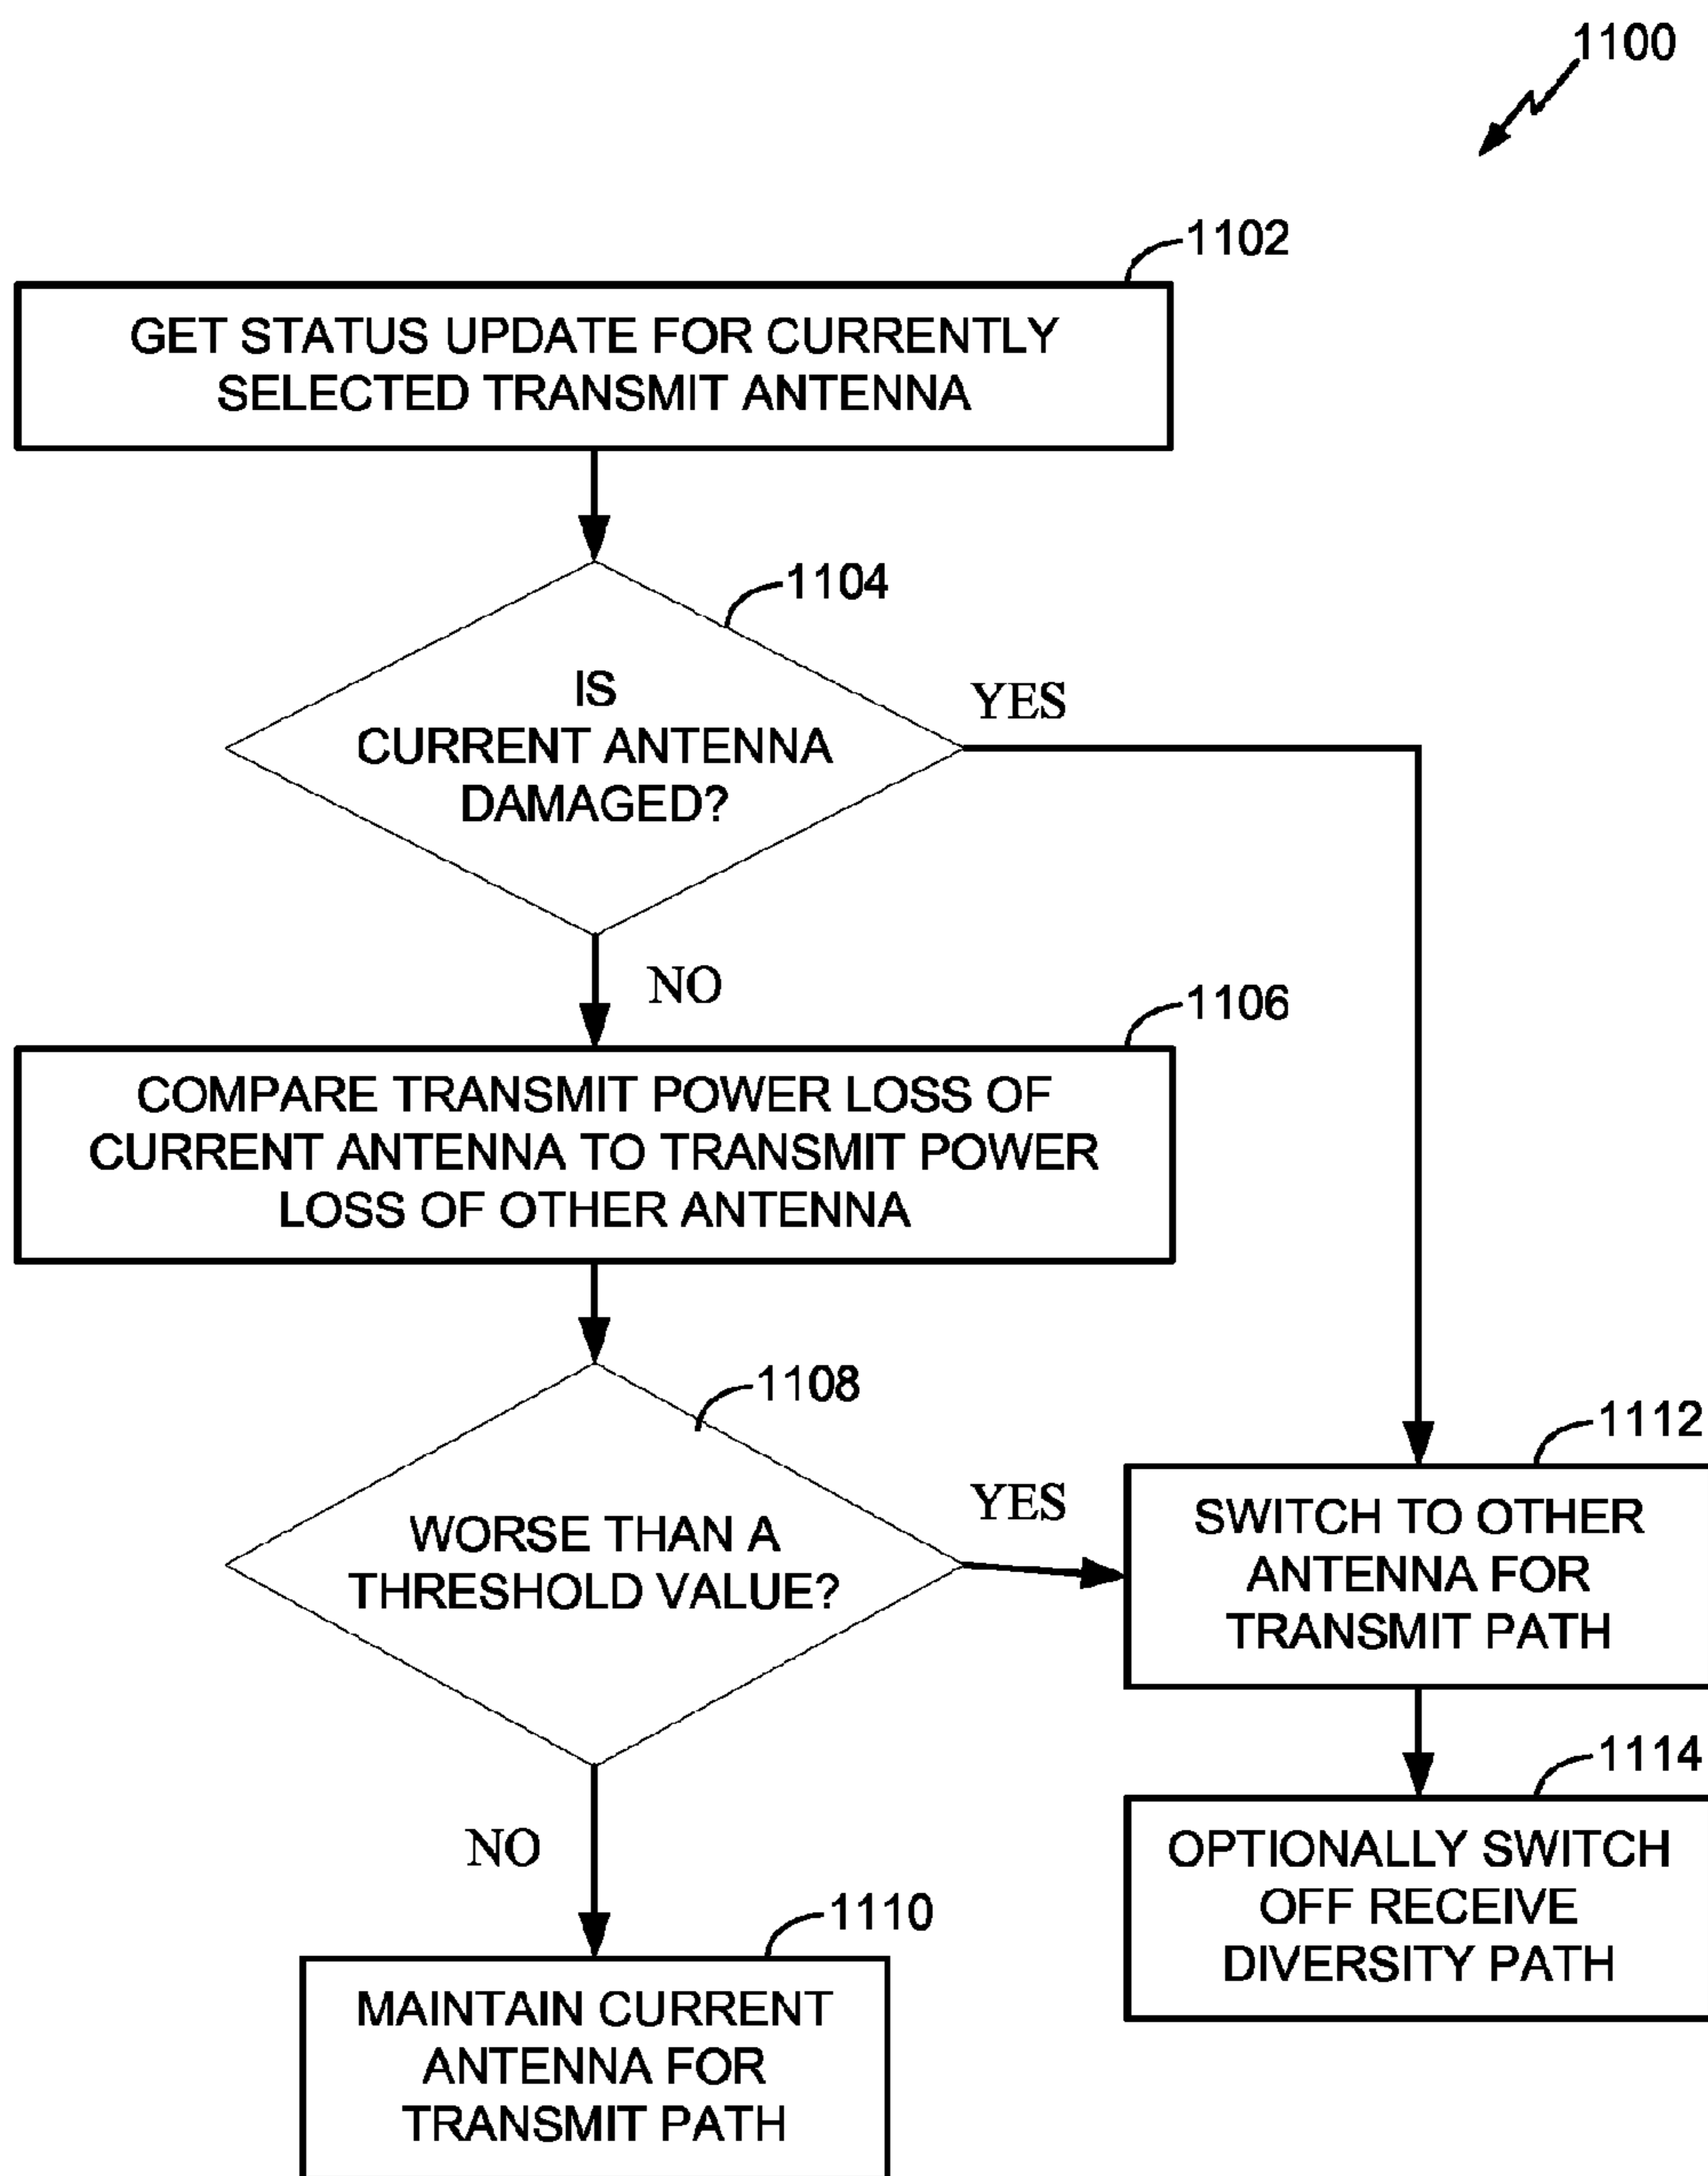 1100
1102
GET STATUS UPDATE FOR CURRENTLY
SELECTED TRANSMIT ANTENNA
1104
IS
CURRENT ANTENNA
DAMAGED?
YES
NO
1106
COMPARE TRANSMIT POWER LOSS OF
CURRENT ANTENNA TO TRANSMIT POWER
LOSS OF OTHER ANTENNA
1108
WORSE THAN A
THRESHOLD VALUE?
YES
1112
SWITCH TO OTHER
ANTENNA FOR
TRANSMIT PATH
1114
OPTIONALLY SWITCH
OFF RECEIVE
DIVERSITY PATH
NO
1110
MAINTAIN CURRENT
ANTENNA FOR
TRANSMIT PATH